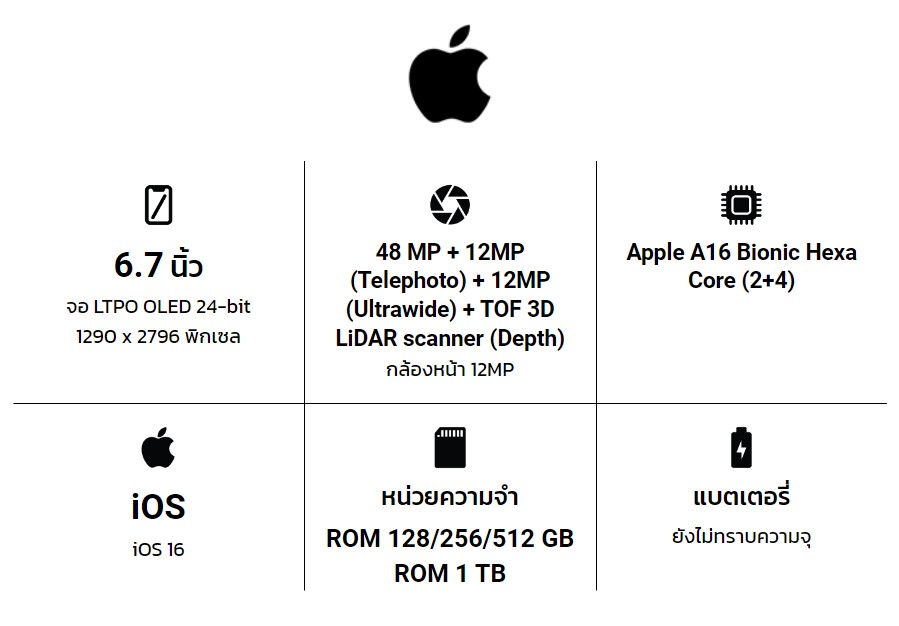 6.7 นิ้ว
จอ LTPO OLED 24-bit
1290 x 2796 พิกเซล
48 MP + 12MP
(Telephoto) + 12MP
(Ultrawide) + TOF 3D
LiDAR scanner (Depth)
กล้องหน้า 12MP
Apple A16 Bionic Hexa
Core (2+4)
iOS
iOS 16
หน่วยความจำ
ROM 128/256/512 GB
ROM 1 TB
แบตเตอรี่
ยังไม่ทราบความจุ